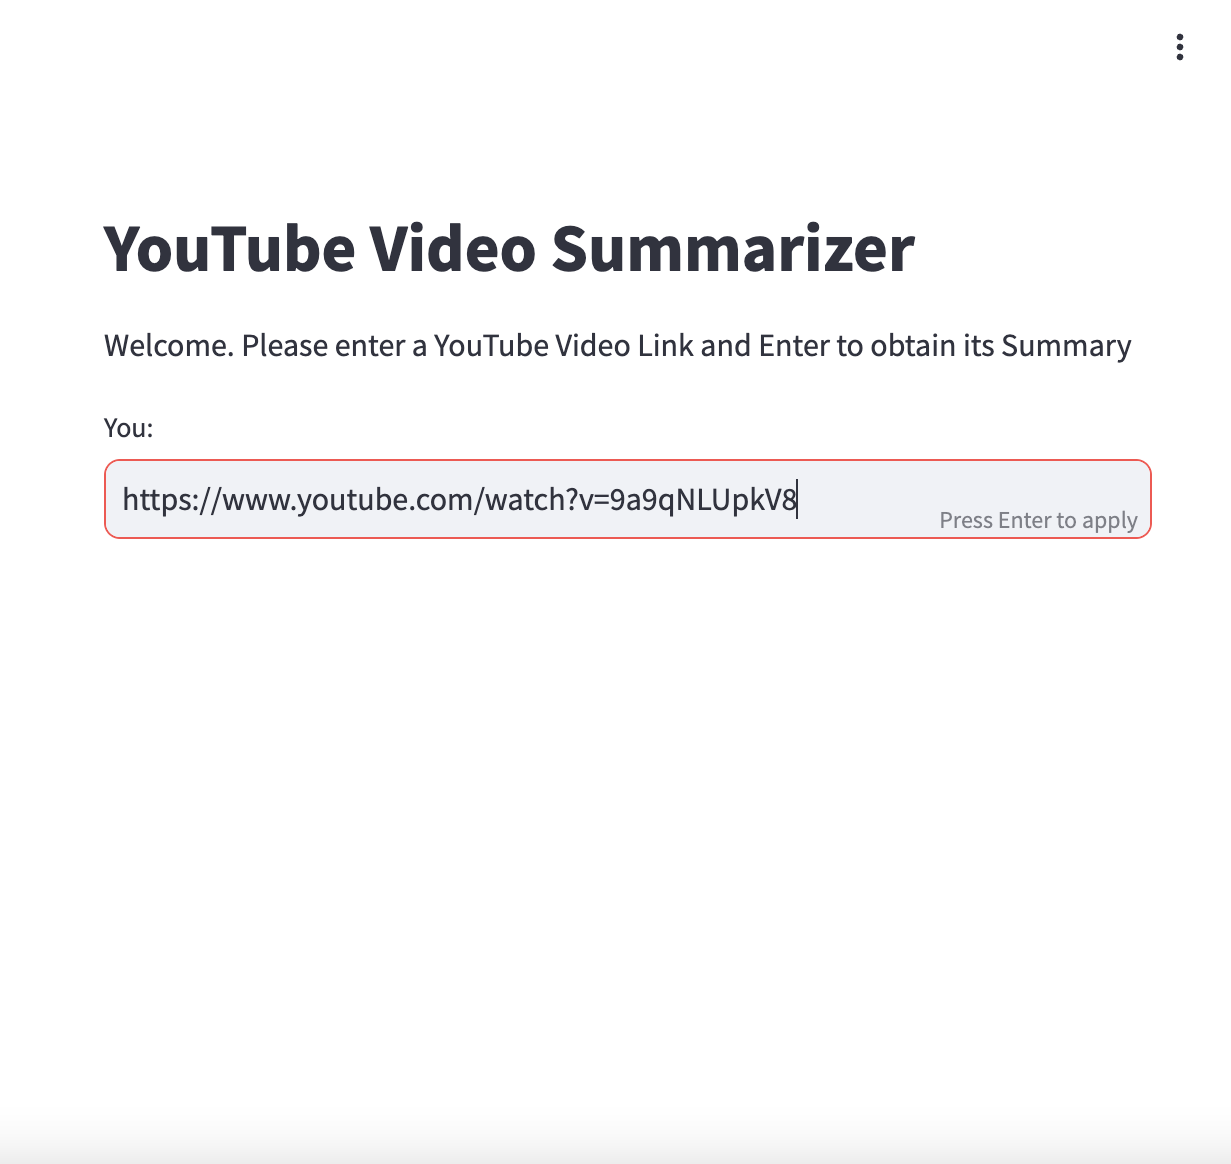 YouTube Video Summarizer
Welcome. Please enter a YouTube Video Link and Enter to obtain its Summary
You:
https://www.youtube.com/watch?v=9a9qNLUpkV8
Press Enter to apply